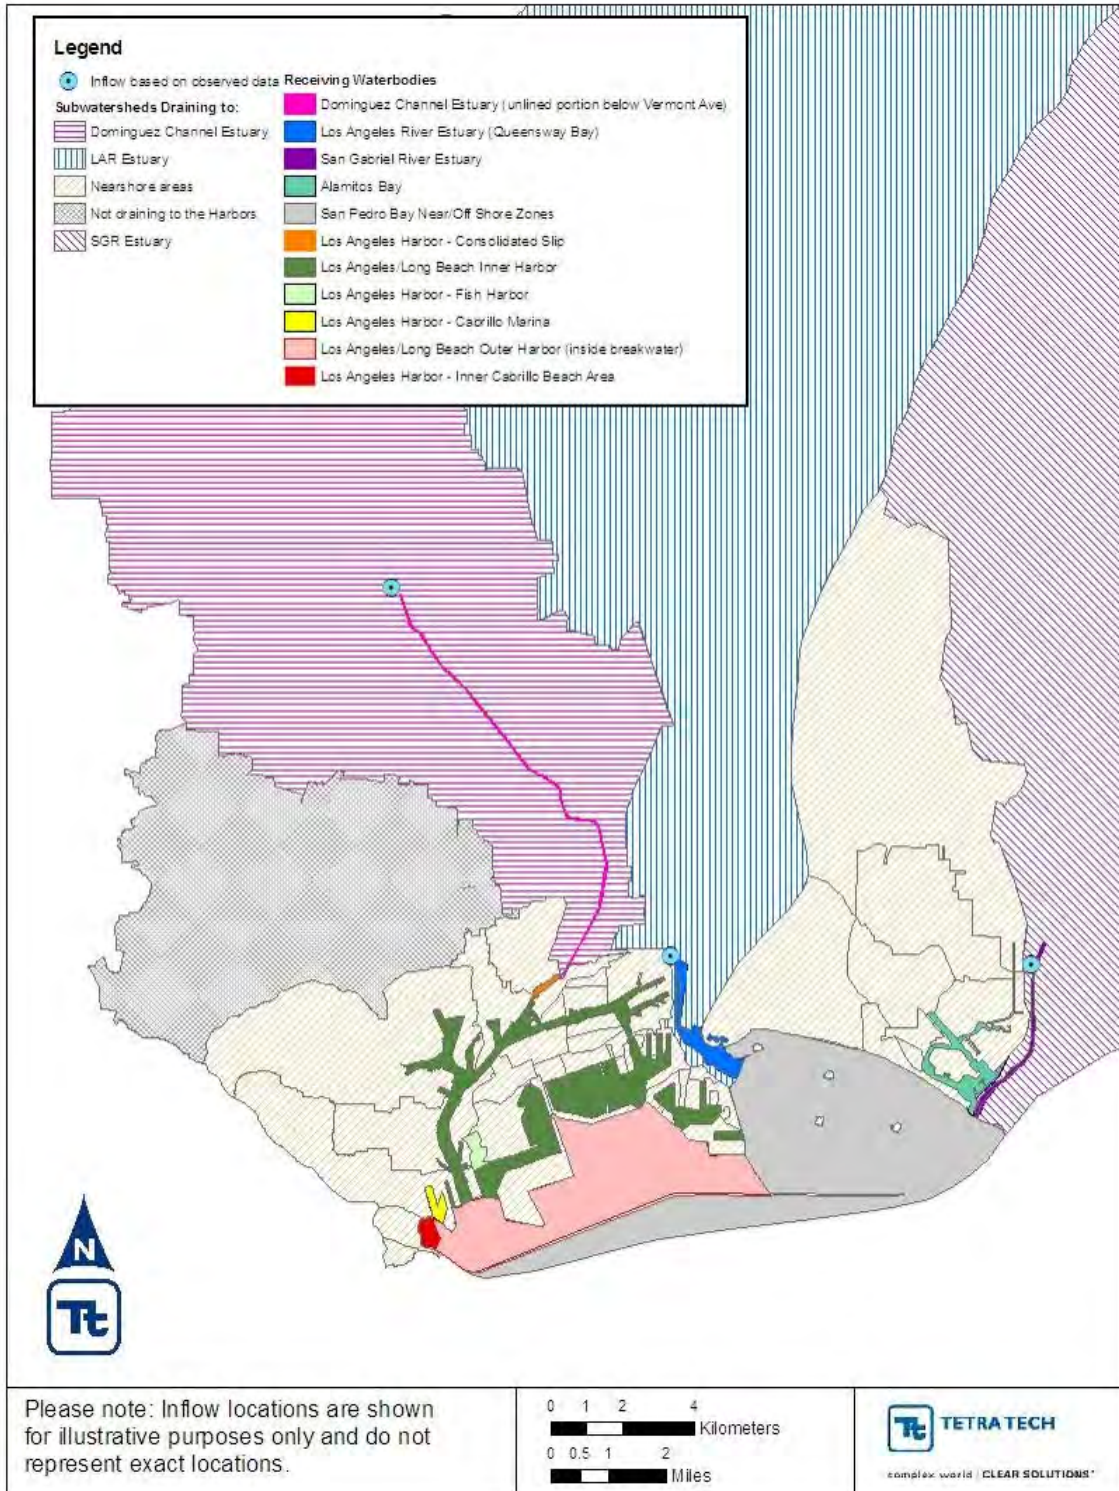 Legend
Inflow based on observed data
Subwatersheds Draining to:
Dominguez Channel Estuary
LAR Estuary
Nearshore areas
Not draining to the Harbors
SGR Estuary
Receiving Waterbodies
Dominguez Channel Estuary (unlined portion below Vermont Ave)
Los Angeles River Estuary (Queensway Bay)
San Gabriel River Estuary
Alamitos Bay
San Pedro Bay Near/Off Shore Zones
Los Angeles Harbor - Consolidated Slip
Los Angeles/Long Beach Inner Harbor
Los Angeles Harbor - Fish Harbor
Los Angeles Harbor - Cabrillo Marina
Los Angeles/Long Beach Outer Harbor (inside breakwater)
Los Angeles Harbor - Inner Cabrillo Beach Area
N
Tt
Please note: Inflow locations are shown
for illustrative purposes only and do not
represent exact locations.
0 1 2 4
Kilometers
0 0.5 1 2
Miles
Tt TETRA TECH
complex world | CLEAR SOLUTIONS™